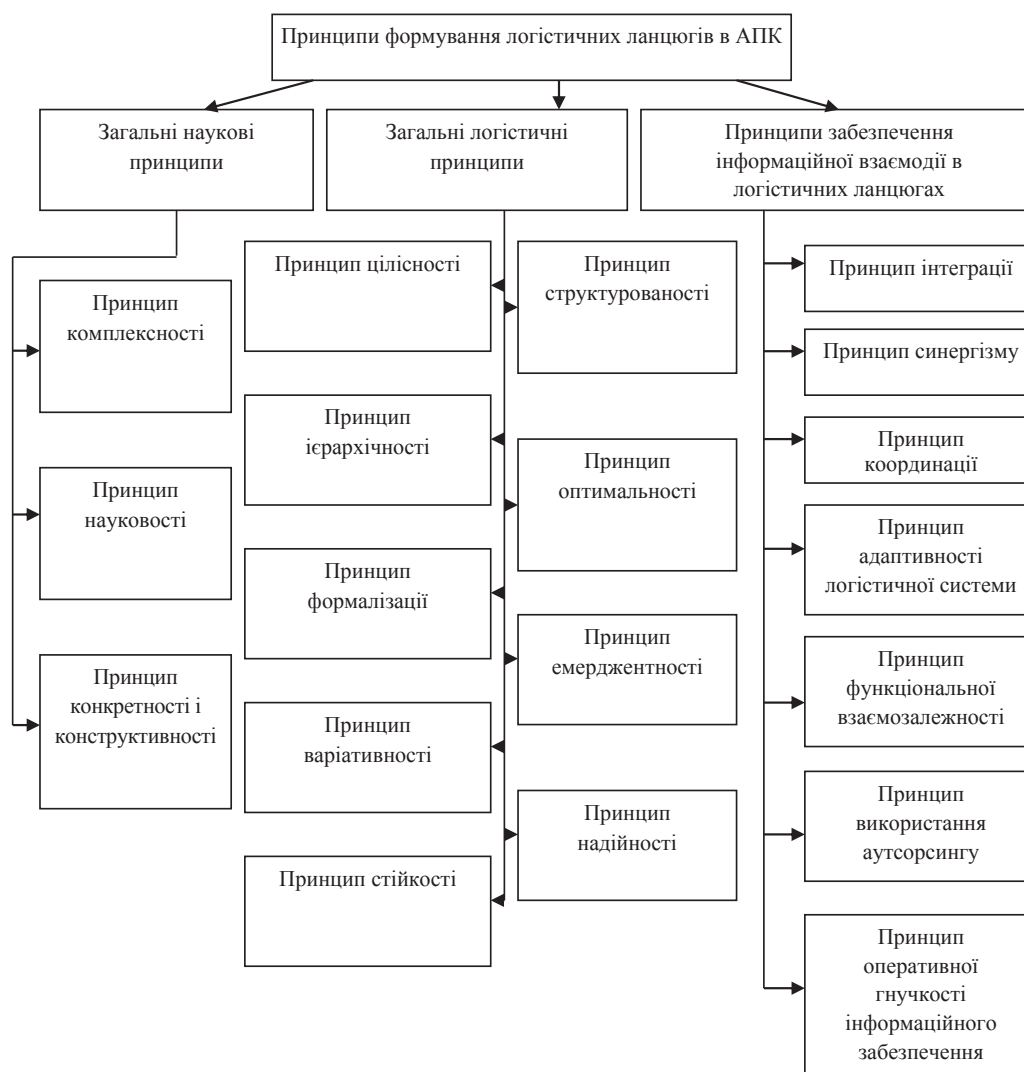 Принципи формування логістичних ланцюгів в АПК
Загальні наукові
принципи
Загальні логістичні
принципи
Принципи забезпечення
інформаційної взаємодії в
логістичних ланцюгах
Принцип
комплексності
Принцип
науковості
Принцип
конкретності і
конструктивності
Принцип цілісності
Принцип
ієрархічності
Принцип
формалізації
Принцип
варіативності
Принцип стійкості
Принцип
структурованості
Принцип
оптимальності
Принцип
емерджентності
Принцип
надійності
Принцип інтеграції
Принцип синергізму
Принцип
координації
Принцип
адаптивності
логістичної системи
Принцип
функціональної
взаємозалежності
Принцип
використання
аутсорсингу
Принцип
оперативної
гнучкості
інформаційного
забезпечення